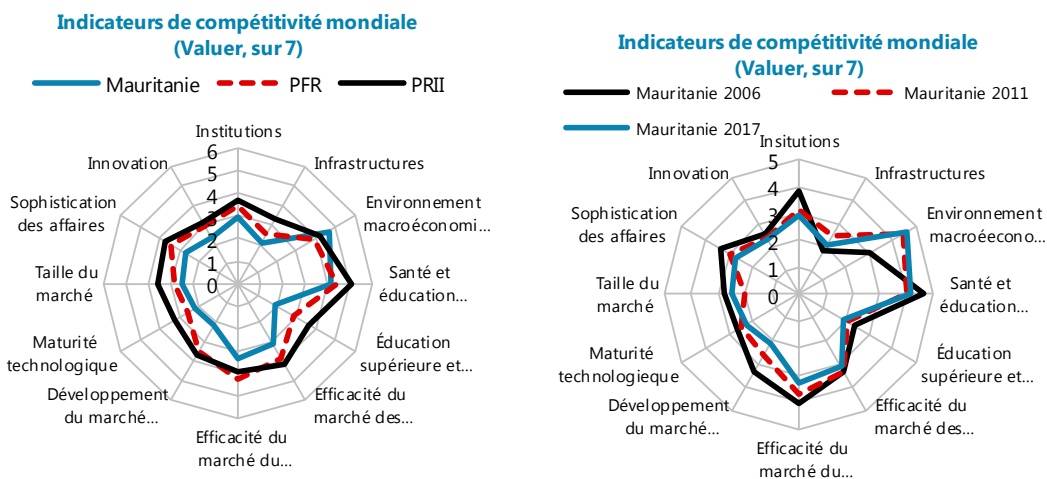 Indicateurs de compétitivité mondiale
(Valuer, sur 7)
Mauritanie
PFR
PRII
Institutions
Infrastructures
Environnement
macroéconomi...
Santé et
éducation...
Éducation
supérieure et...
Efficacité du
marché des...
Efficacité du
marché du...
Développement
du marché...
Maturité
technologique
Taille du
marché
Sophistication
des affaires
Innovation
6
5
4
3
2
1
0
Indicateurs de compétitivité mondiale
(Valuer, sur 7)
Mauritanie 2006
Mauritanie 2011
Mauritanie 2017
Insitutions
Infrastructures
Environnement
macroéecono...
Santé et
éducation...
Éducation
supérieure et...
Efficacité du
marché des...
Efficacité du
marché du...
Développement
du marché...
Maturité
technologieque
Taille du
marché
Sophistication
des affaires
Innovation
5
4
3
2
1
0